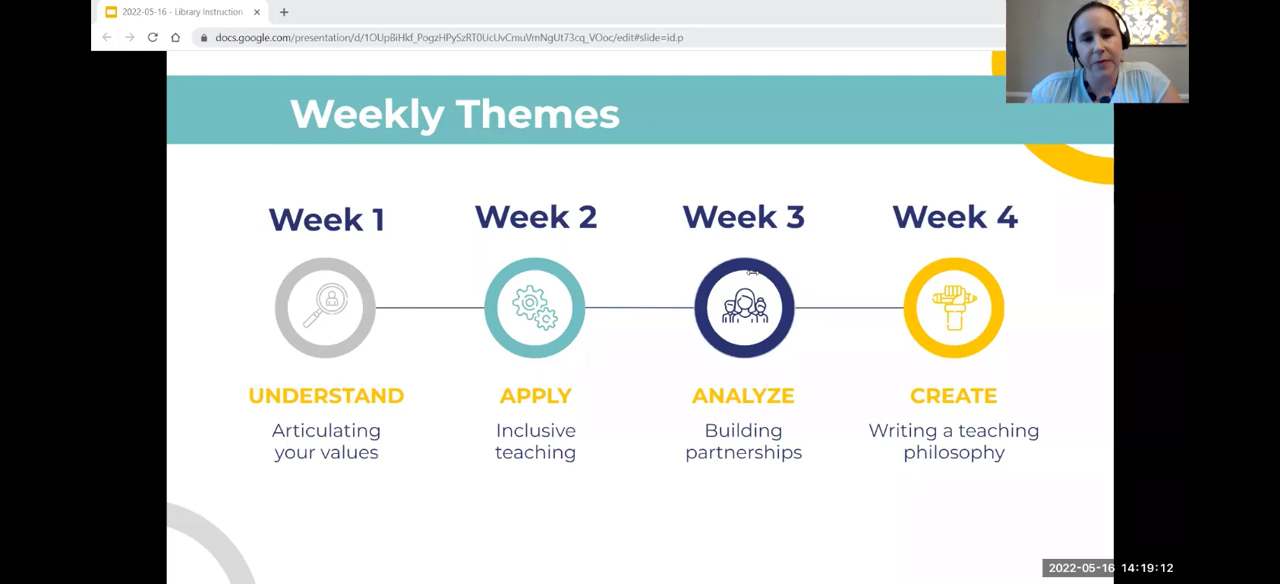 2022-05-16 - Library Instruction
docs.google.com/presentation/d/1OUpBiHkf_PogzHPySzRT0UcUvCmuVmNgUt73cq_VOoc/edit#slide=id.p
Weekly Themes
Week 1
Week 2
Week 3
Week 4
UNDERSTAND
APPLY
ANALYZE
CREATE
Articulating
your values
Inclusive
teaching
Building
partnerships
Writing a teaching
philosophy
2022-05-16 14:19:12